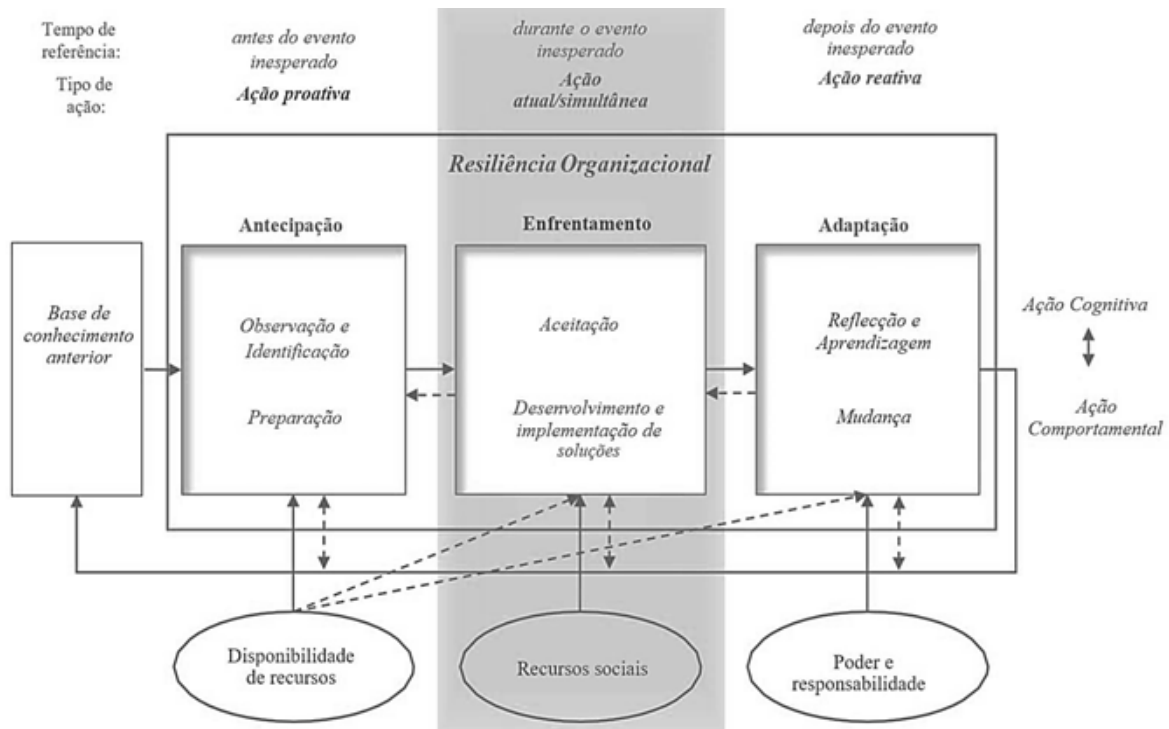 Tempo de
referência:
antes do evento
inesperado
durante o evento
inesperado
depois do evento
inesperado
Tipo de
ação:
Ação proativa
Ação
atual/simultânea
Ação reativa
Resiliência Organizacional
Antecipação
Enfrentamento
Adaptação
Base de
conhecimento
anterior
Observação e
Identificação
Preparação
Aceitação
Desenvolvimento e
implementação de
soluções
Reflecção e
Aprendizagem
Mudança
Ação Cognitiva
Ação
Comportamental
Disponibilidade
de recursos
Recursos sociais
Poder e
responsabilidade